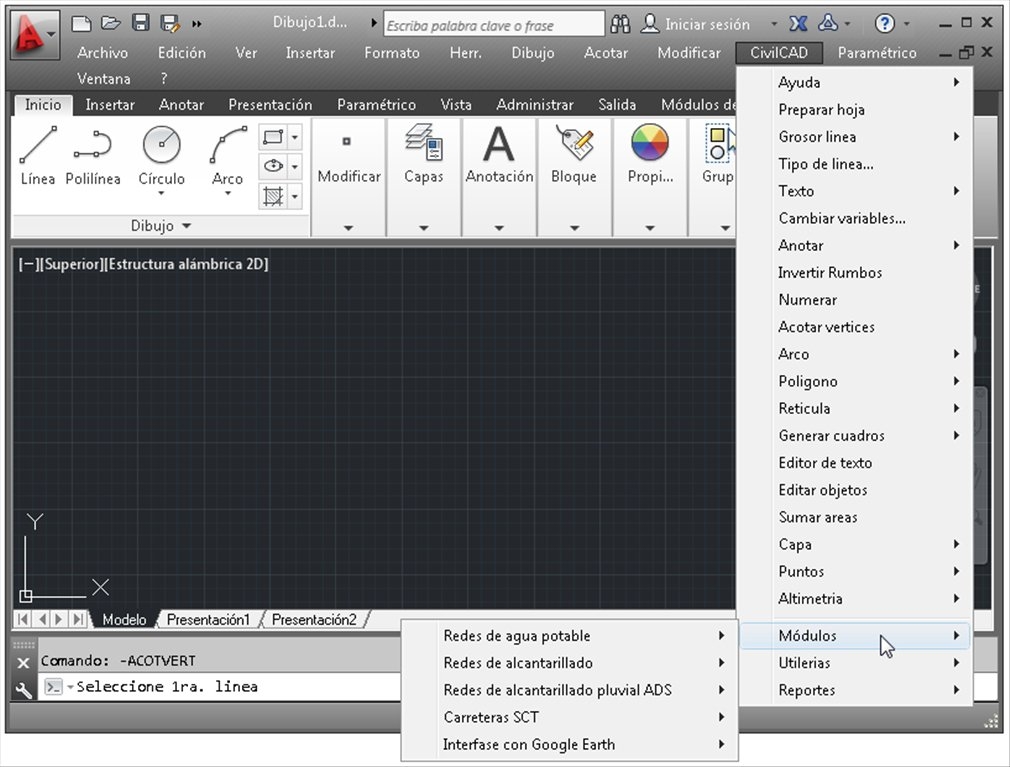 Dibujo1.d...
Escriba palabra clave o frase
Iniciar sesión
Archivo Edición Ver Insertar Formato Herr. Dibujo Acotar Modificar CivilCAD Paramétrico
Ventana ?
Inicio Insertar Anotar Presentación Paramétrico Vista Administrar Salida Módulos de
Línea Polilínea Círculo Arco
Modificar Capas Anotación Bloque Propi... Grup
Dibujo
[−][Superior][Estructura alámbrica 2D]
Y
X
Modelo Presentación1 Presentación2
Comando: -ACOTVERT
Seleccione 1ra. linea
Ayuda
Preparar hoja
Grosor linea
Tipo de linea...
Texto
Cambiar variables...
Anotar
Invertir Rumbos
Numerar
Acotar vertices
Arco
Poligono
Reticula
Generar cuadros
Editor de texto
Editar objetos
Sumar areas
Capa
Puntos
Altimetria
Módulos
Utilerias
Reportes
Redes de agua potable
Redes de alcantarillado
Redes de alcantarillado pluvial ADS
Carreteras SCT
Interfase con Google Earth